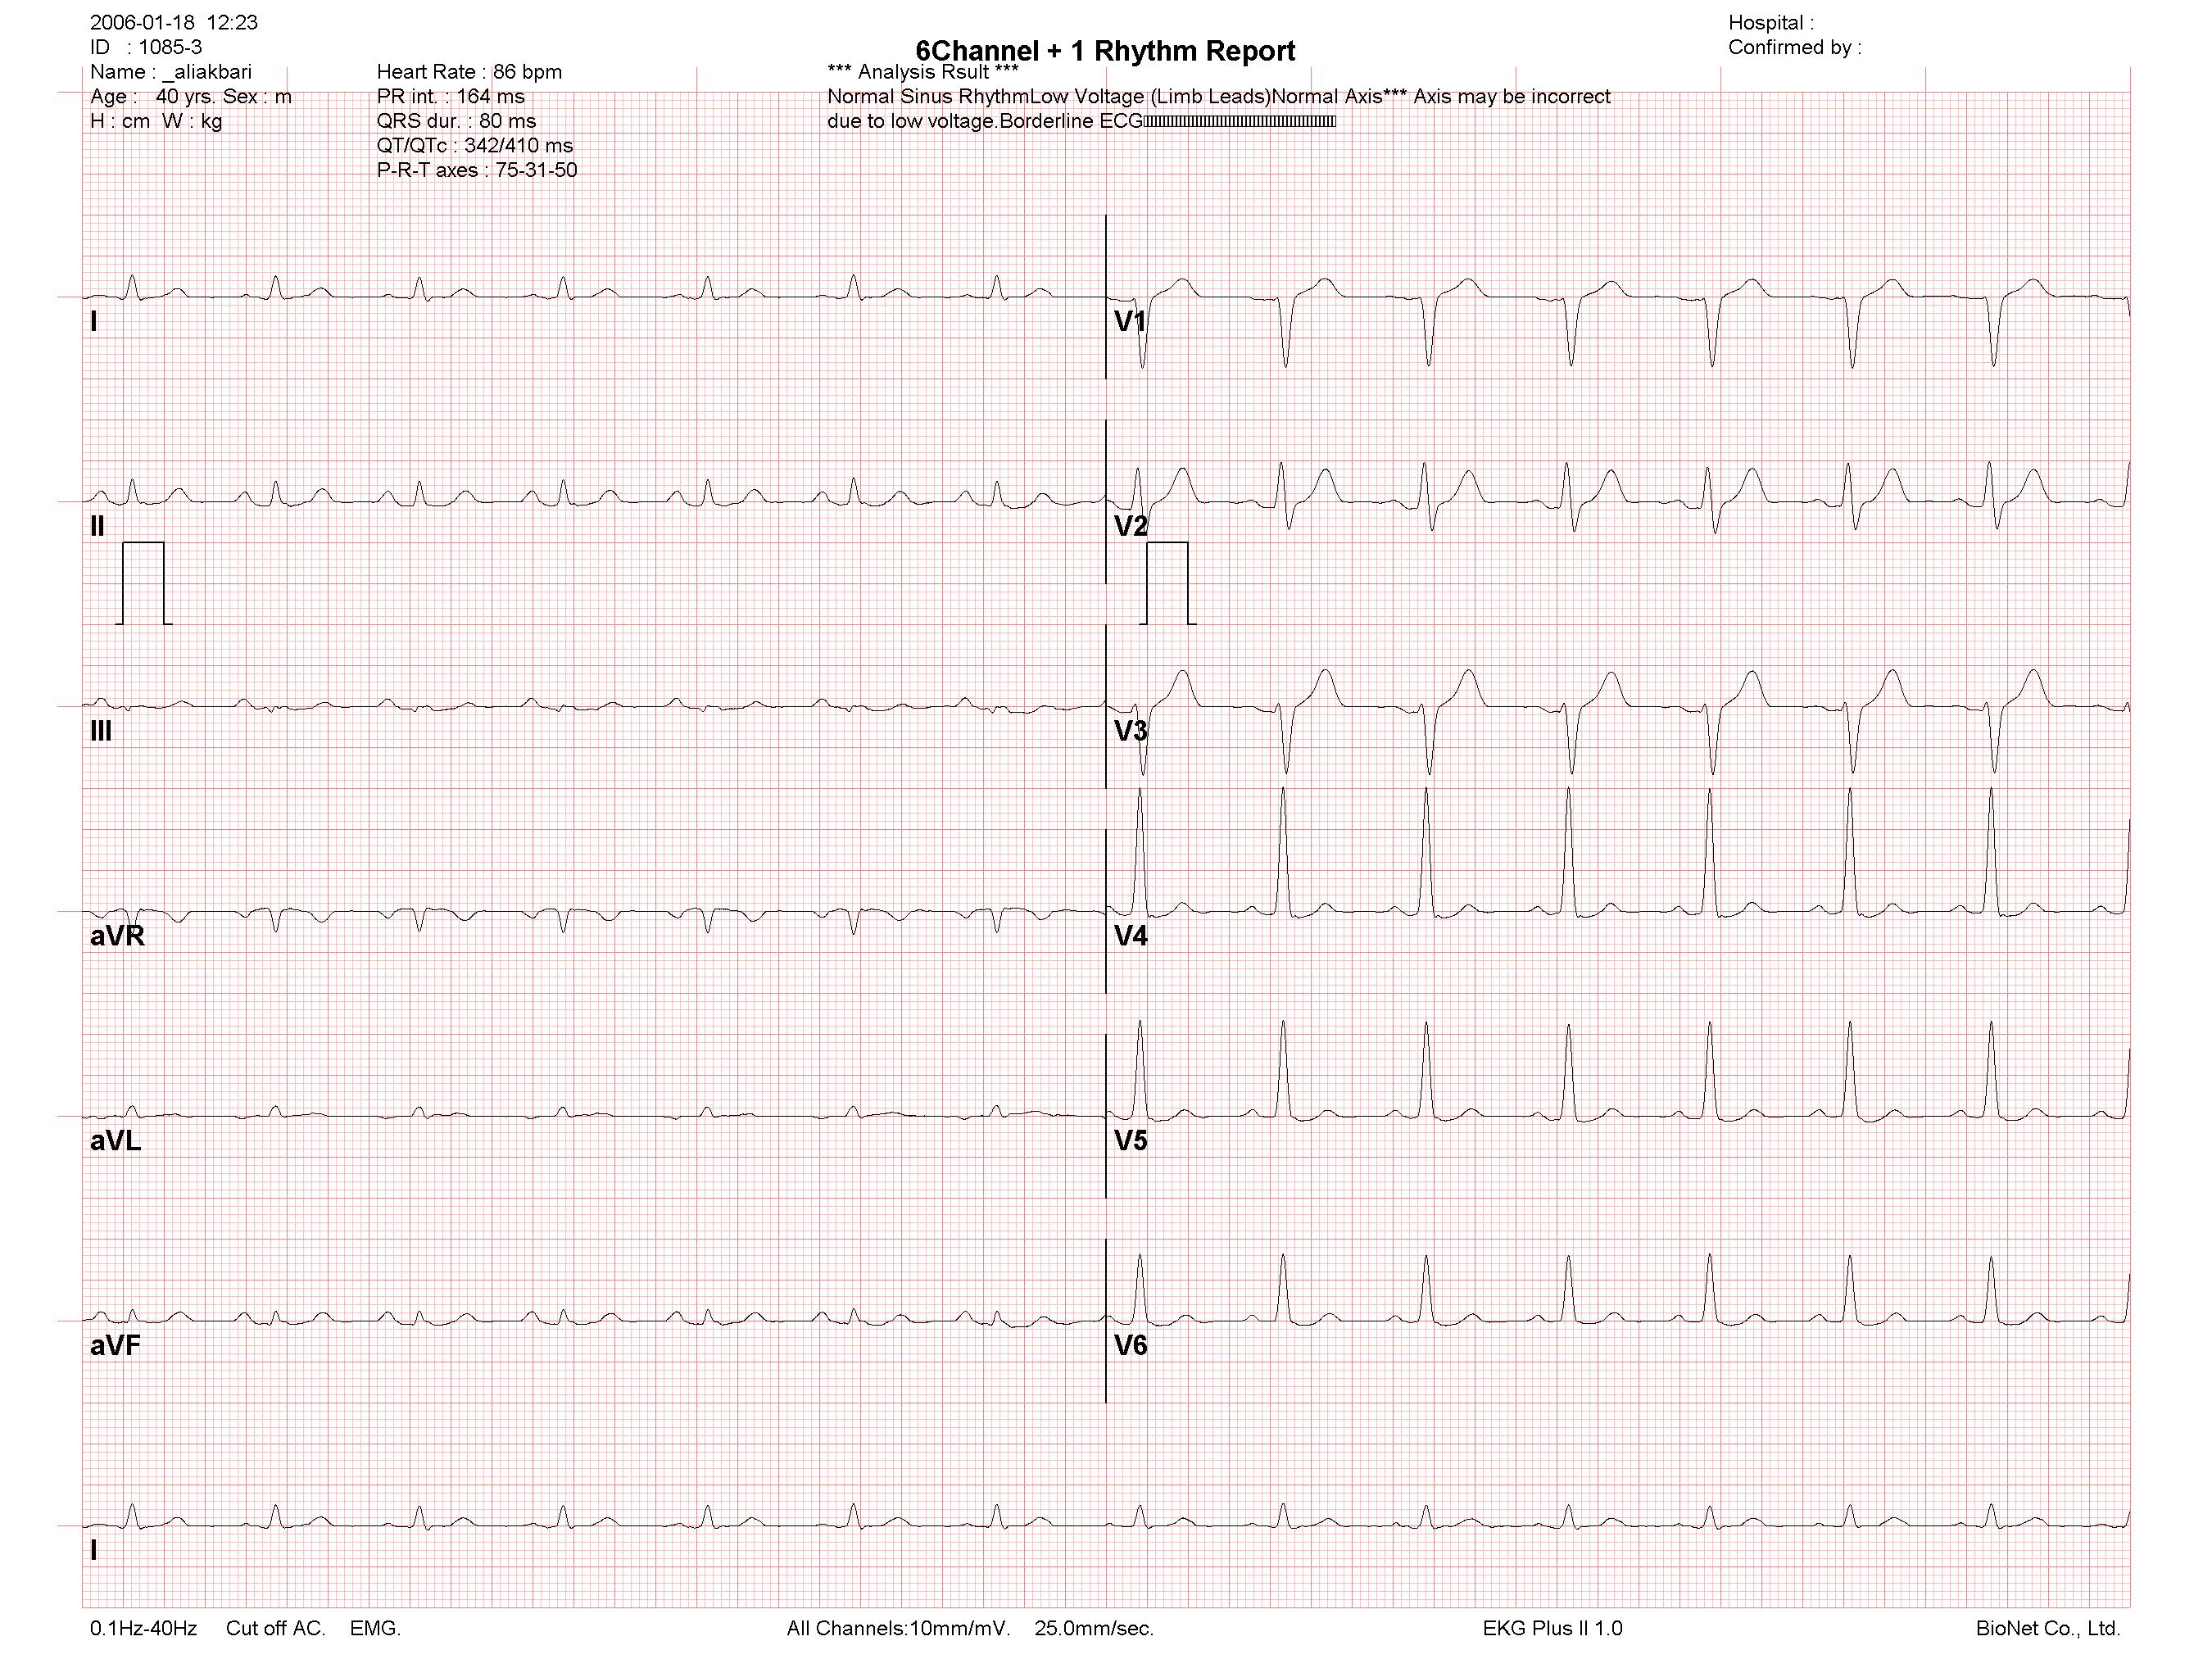 2006-01-18  12:23
ID   : 1085-3
Name : _aliakbari
Age :   40 yrs. Sex : m
H : cm  W : kg
Heart Rate : 86 bpm
PR int. : 164 ms
QRS dur. : 80 ms
QT/QTc : 342/410 ms
P-R-T axes : 75-31-50
6Channel + 1 Rhythm Report
*** Analysis Rsult ***
Normal Sinus RhythmLow Voltage (Limb Leads)Normal Axis*** Axis may be incorrect
due to low voltage.Borderline ECG
Hospital :
Confirmed by :
I
V1
II
V2
III
V3
aVR
V4
aVL
V5
aVF
V6
I
0.1Hz-40Hz     Cut off AC.    EMG.
All Channels:10mm/mV.    25.0mm/sec.
EKG Plus II 1.0
BioNet Co., Ltd.